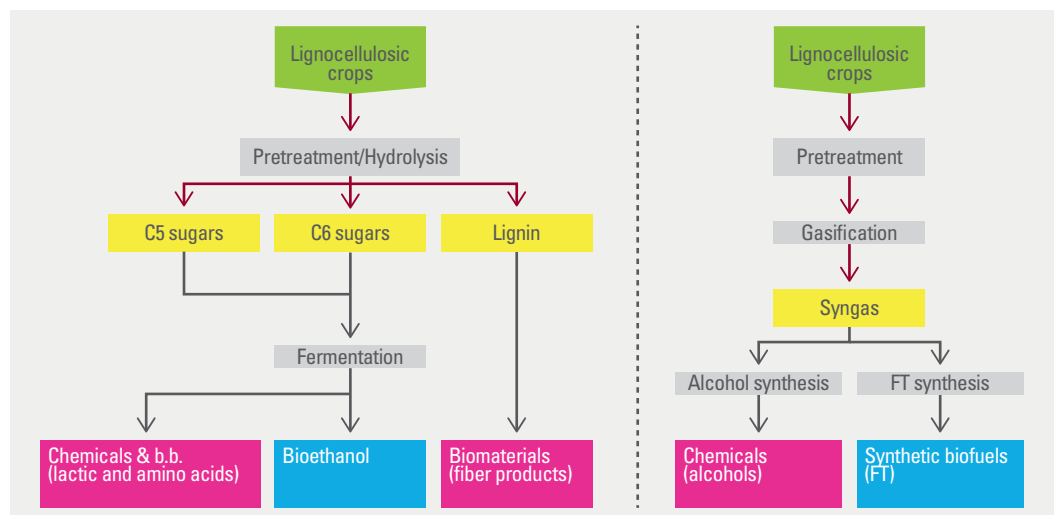 Lignocellulosic
crops
Pretreatment/Hydrolysis
C5 sugars
C6 sugars
Lignin
Fermentation
Chemicals & b.b.
(lactic and amino acids)
Bioethanol
Biomaterials
(fiber products)
Lignocellulosic
crops
Pretreatment
Gasification
Syngas
Alcohol synthesis
FT synthesis
Chemicals
(alcohols)
Synthetic biofuels
(FT)